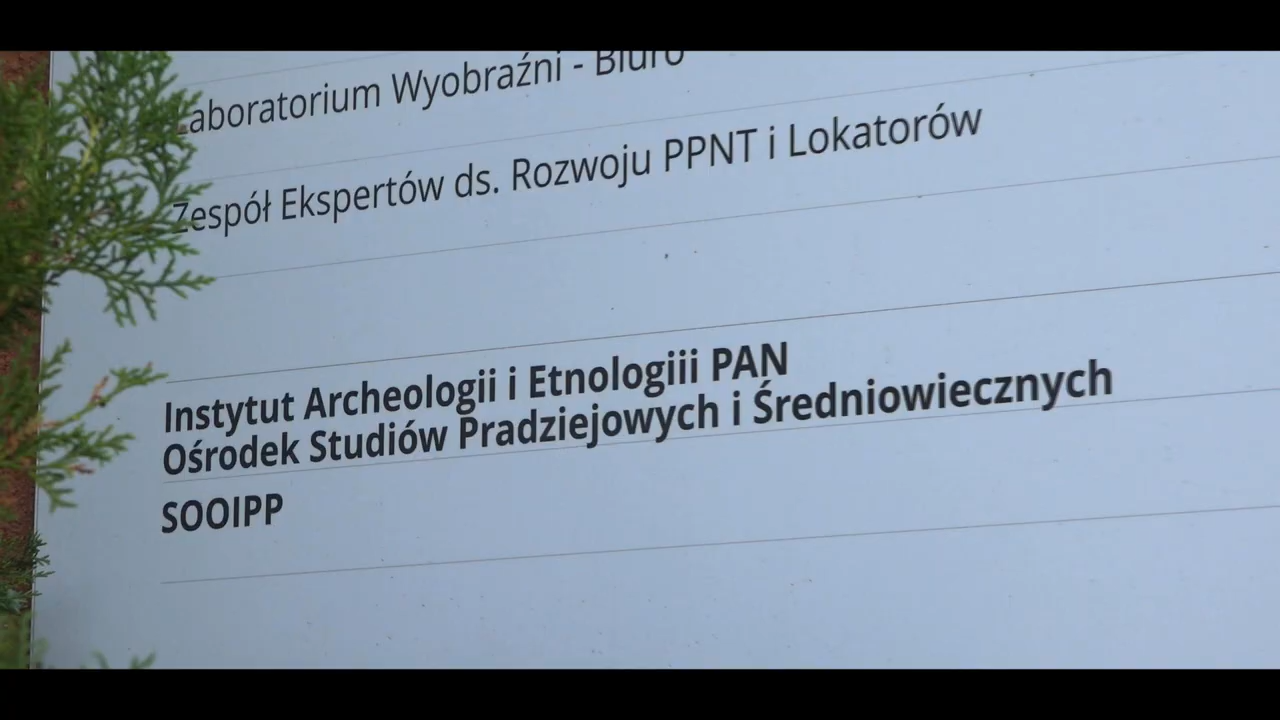 Laboratorium Wyobraźni - Biuro
Zespół Ekspertów ds. Rozwoju PPNT i Lokatorów
Instytut Archeologii i Etnologiii PAN
Ośrodek Studiów Pradziejowych i Średniowiecznych
SOOIPP